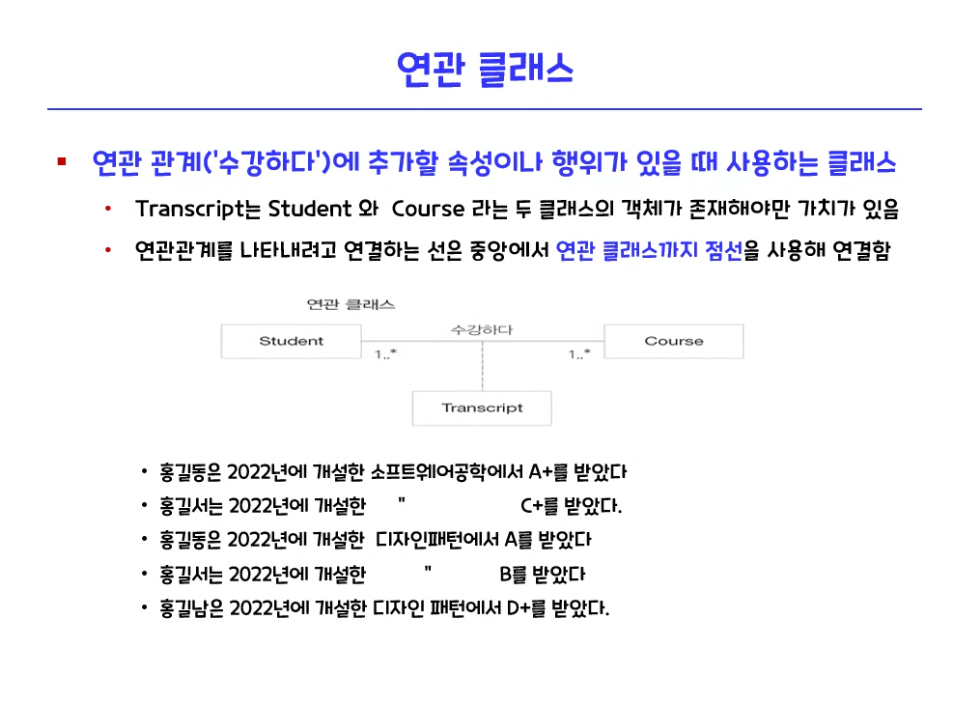 연관 클래스
연관 관계('수강하다')에 추가할 속성이나 행위가 있을 때 사용하는 클래스
• Transcript는 Student 와 Course 라는 두 클래스의 객체가 존재해야만 가치가 있음
• 연관관계를 나타내려고 연결하는 선은 중앙에서 연관 클래스까지 점선을 사용해 연결함
연관 클래스
수강하다
Student
Course
1..*
1..*
Transcript
• 홍길동은 2022년에 개설한 소프트웨어공학에서 A+를 받았다
• 홍길서는 2022년에 개설한 " C+를 받았다.
• 홍길동은 2022년에 개설한 디자인패턴에서 A를 받았다
• 홍길서는 2022년에 개설한 " B를 받았다
• 홍길남은 2022년에 개설한 디자인 패턴에서 D+를 받았다.